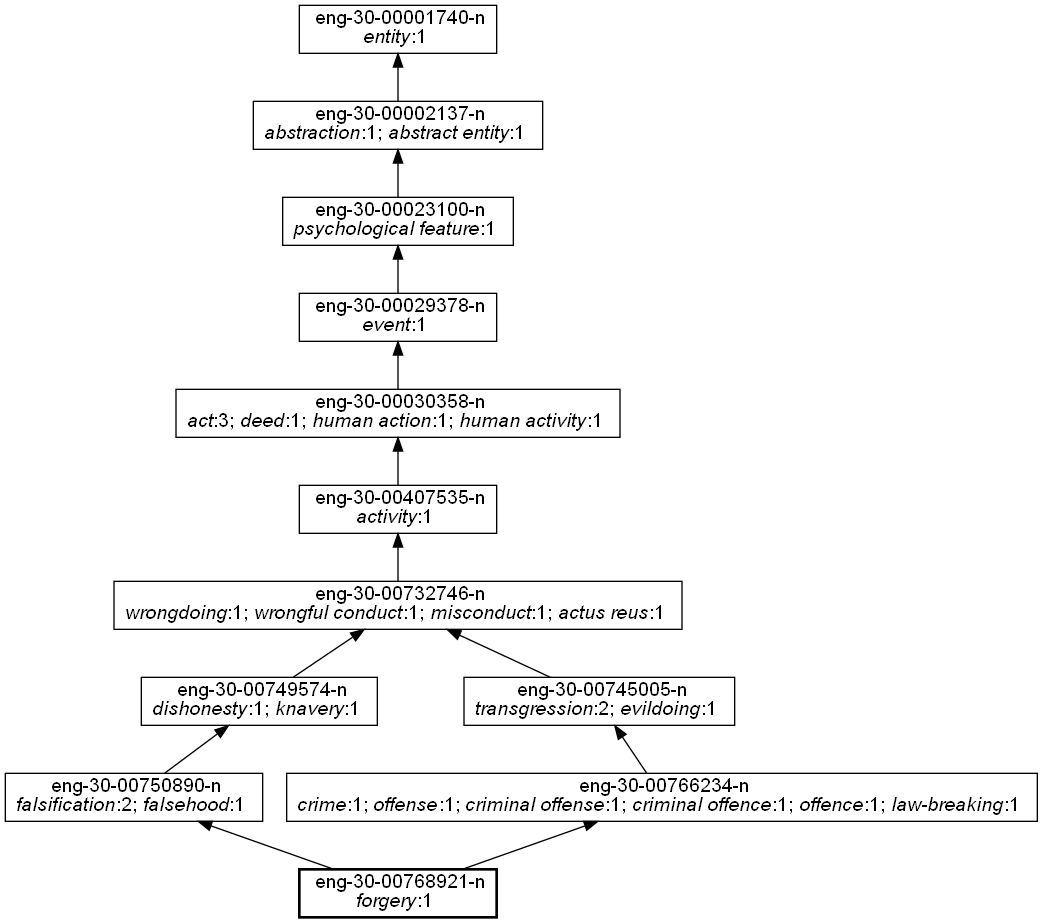 eng-30-00001740-n
entity:1
eng-30-00002137-n
abstraction:1; abstract entity:1
eng-30-00023100-n
psychological feature:1
eng-30-00029378-n
event:1
eng-30-00030358-n
act:3; deed:1; human action:1; human activity:1
eng-30-00407535-n
activity:1
eng-30-00732746-n
wrongdoing:1; wrongful conduct:1; misconduct:1; actus reus:1
eng-30-00749574-n
dishonesty:1; knavery:1
eng-30-00745005-n
transgression:2; evildoing:1
eng-30-00750890-n
falsification:2; falsehood:1
eng-30-00766234-n
crime:1; offense:1; criminal offense:1; criminal offence:1; offence:1; law-breaking:1
eng-30-00768921-n
forgery:1